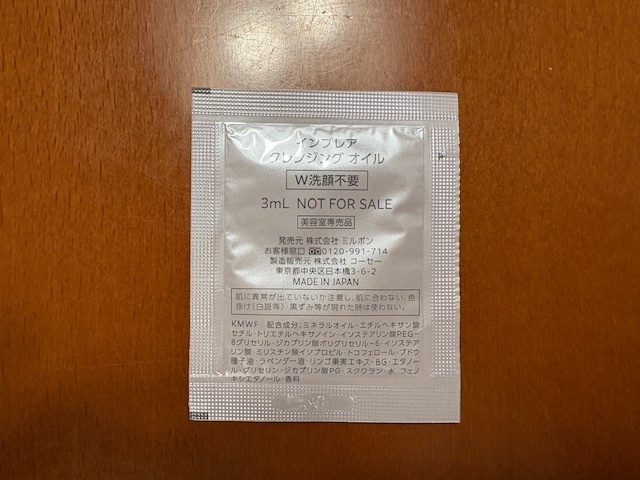 インプレア
クレンジング オイル
W洗顔不要
3mL NOT FOR SALE
美容室専売品
発売元 株式会社 ミルボン
お客様窓口 0120-991-714
製造販売元 株式会社 コーセー
東京都中央区日本橋3-6-2
MADE IN JAPAN
肌に異常が出ていないか注意し、肌に合わない、色
抜け(白斑等) 黒ずみ等が現れた時は使わない。
KMWF 配合成分:ミネラルオイル・エチルヘキサン酸
セチル・トリエチルヘキサノイン・イソステアリン酸PEG-
8グリセリル・ジカプリン酸ポリグリセリル-6・イソステア
リン酸・ミリスチン酸イソプロピル・トコフェロール・ブドウ
種子油・ラベンダー油・リンゴ果実エキス・BG・エタノー
ル・グリセリン・ジカプリン酸PG・スクワラン・水・フェノ
キシエタノール・香料